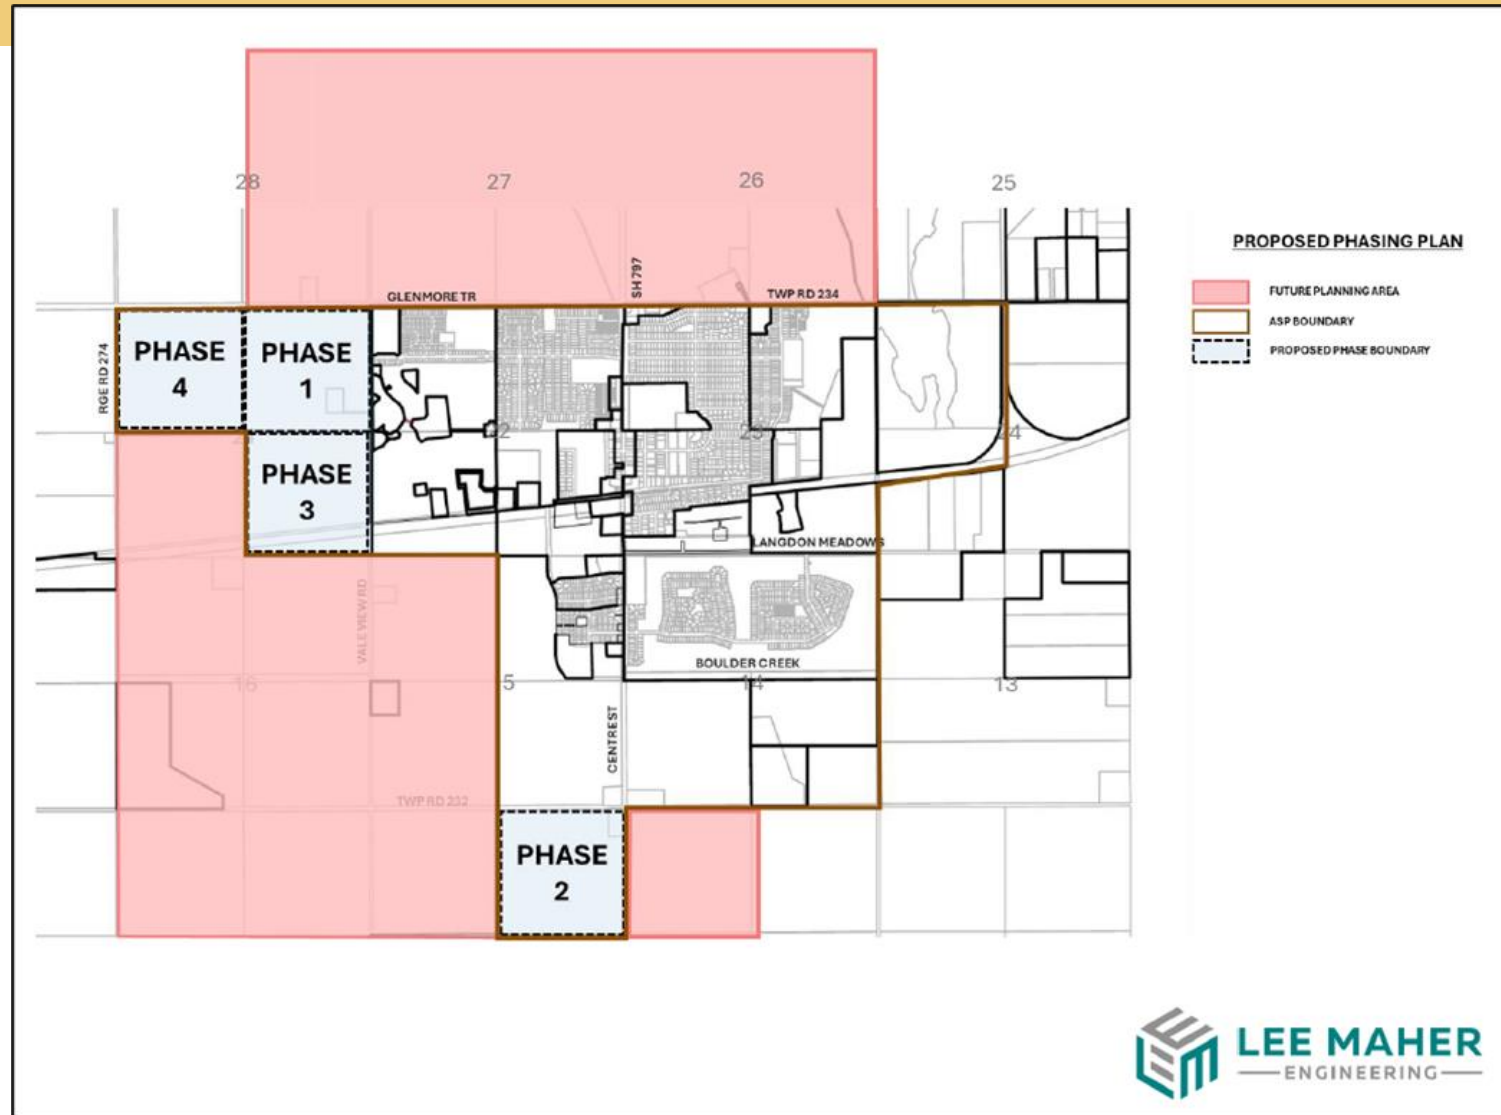 28
27
26
25
PROPOSED PHASING PLAN
FUTURE PLANNING AREA
ASP BOUNDARY
PROPOSED PHASE BOUNDARY
GLENMORE TR
SH 797
TWP RD 234
RGE RD 274
PHASE
4
PHASE
1
22
23
24
PHASE
3
LANGDON MEADOWS
VALE VIEW RD
BOULDER CREEK
16
5
14
13
CENTRE ST
TWP RD 232
PHASE
2
LEE MAHER
ENGINEERING